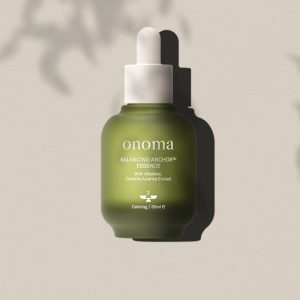 onoma
BALANCING ANCHOR™
ESSENCE
With Allantoin,
Centella Asiatica Extract
Calming / 30ml ℮